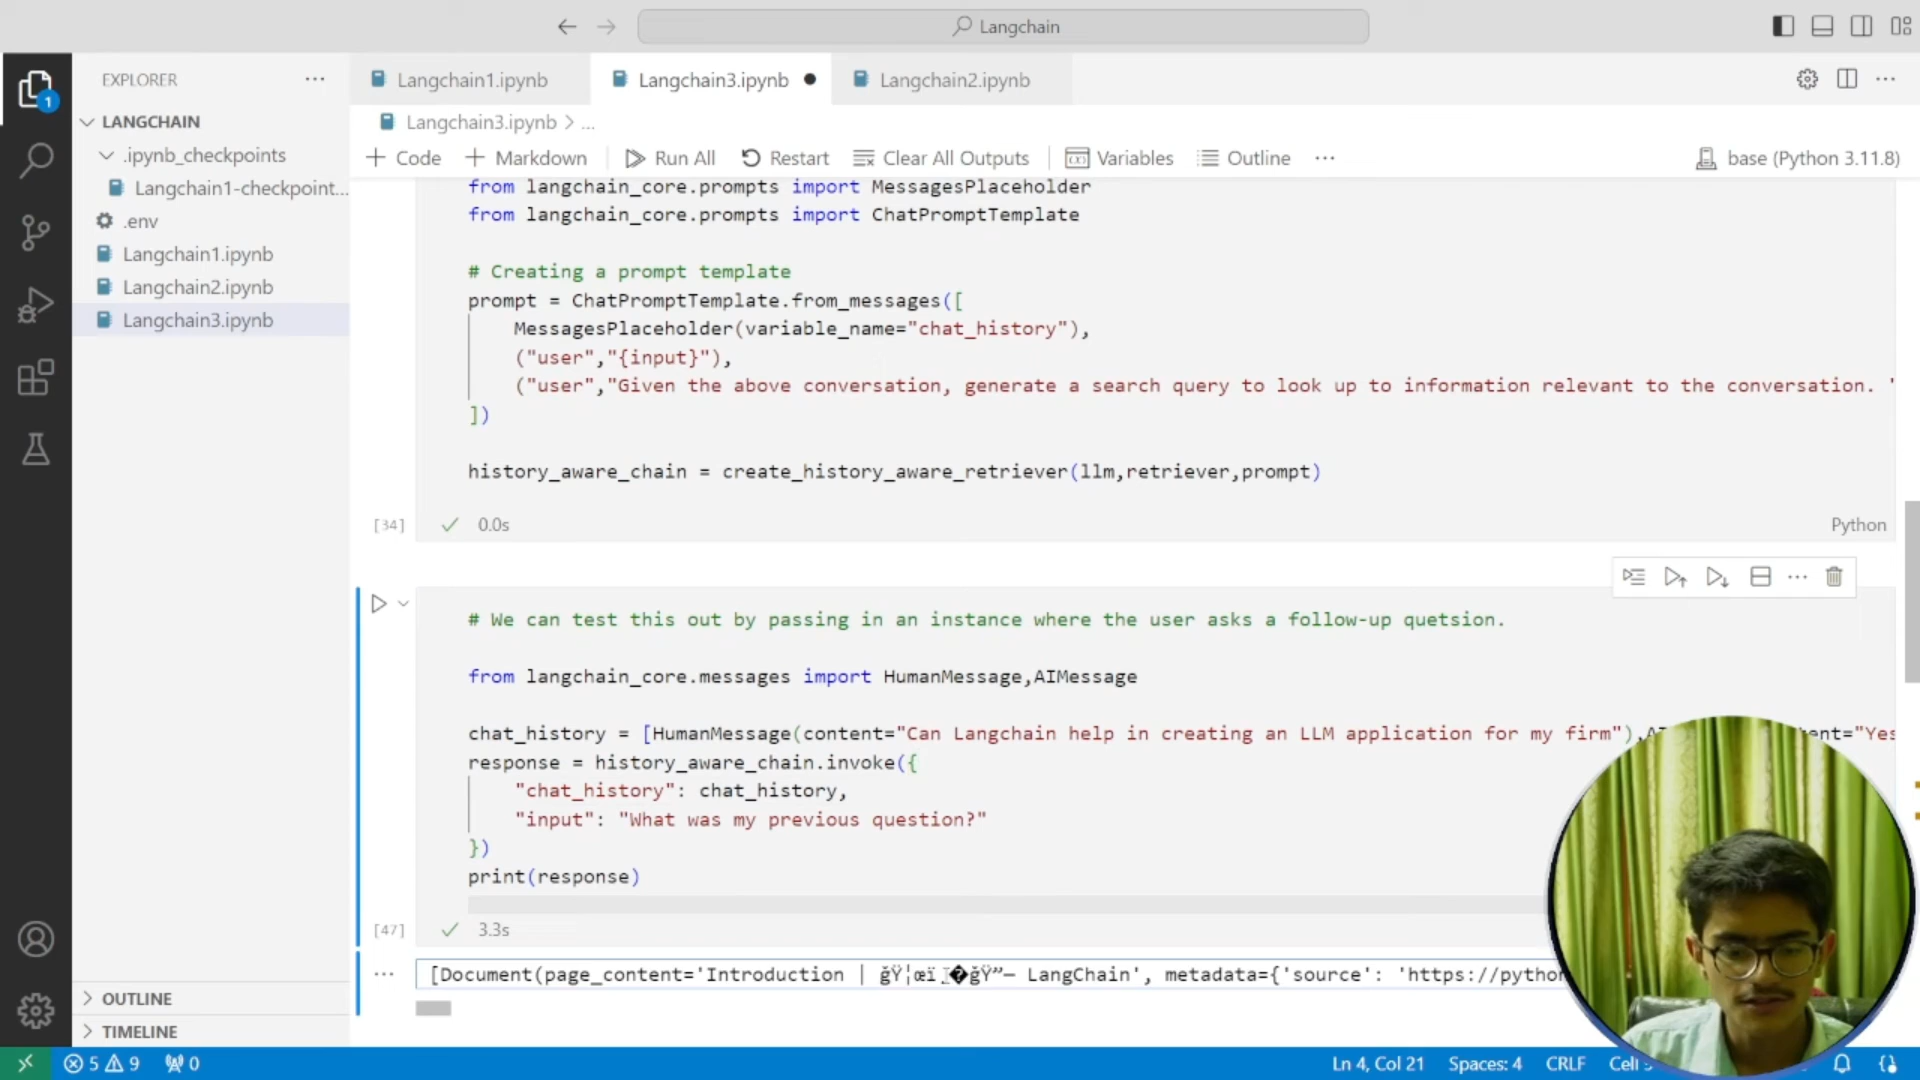 Langchain
EXPLORER
Langchain1.ipynb
Langchain3.ipynb
Langchain2.ipynb
1
LANGCHAIN
Langchain3.ipynb > ...
.ipynb_checkpoints
Langchain1-checkpoint...
.env
Langchain1.ipynb
Langchain2.ipynb
Langchain3.ipynb
Code
Markdown
Run All
Restart
Clear All Outputs
Variables
Outline
base (Python 3.11.8)
from langchain_core.prompts import MessagesPlaceholder
from langchain_core.prompts import ChatPromptTemplate
# Creating a prompt template
prompt = ChatPromptTemplate.from_messages([
MessagesPlaceholder(variable_name="chat_history"),
("user","{input}"),
("user","Given the above conversation, generate a search query to look up to information relevant to the conversation. "
])
history_aware_chain = create_history_aware_retriever(llm,retriever,prompt)
[34]
0.0s
Python
# We can test this out by passing in an instance where the user asks a follow-up quetsion.
from langchain_core.messages import HumanMessage,AIMessage
chat_history = [HumanMessage(content="Can Langchain help in creating an LLM application for my firm"), ="Yes
response = history_aware_chain.invoke({
"chat_history": chat_history,
"input": "What was my previous question?"
})
print(response)
[47]
3.3s
[Document(page_content='Introduction | LangChain', metadata={'source': 'https://python
OUTLINE
TIMELINE
5
9
0
Ln 4, Col 21
Spaces: 4
CRLF
Cell